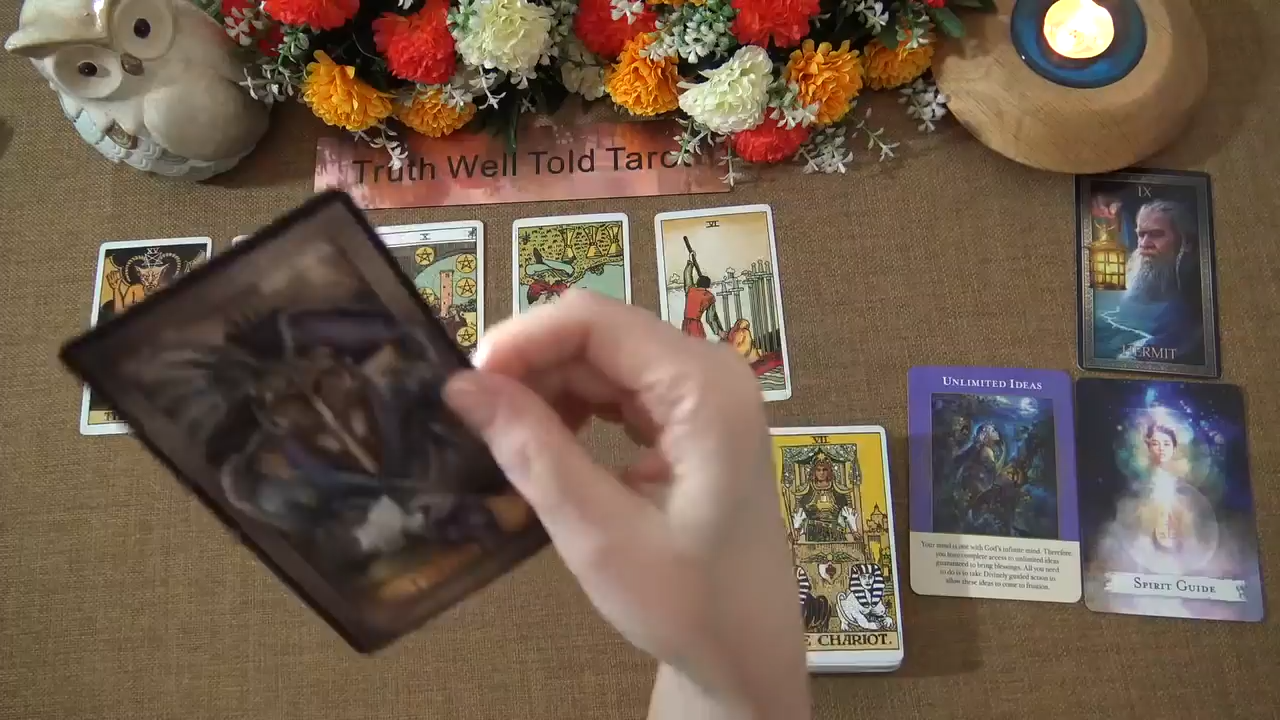 Truth Well Told Tarot
IX
HERMIT
XV
X
VI
VII
CHARIOT.
UNLIMITED IDEAS
Your mind is one with God's infinite mind. Therefore,
you have complete access to unlimited ideas
guaranteed to bring blessings. All you need
to do is to take Divinely guided action to
allow these ideas to come to fruition.
SPIRIT GUIDE